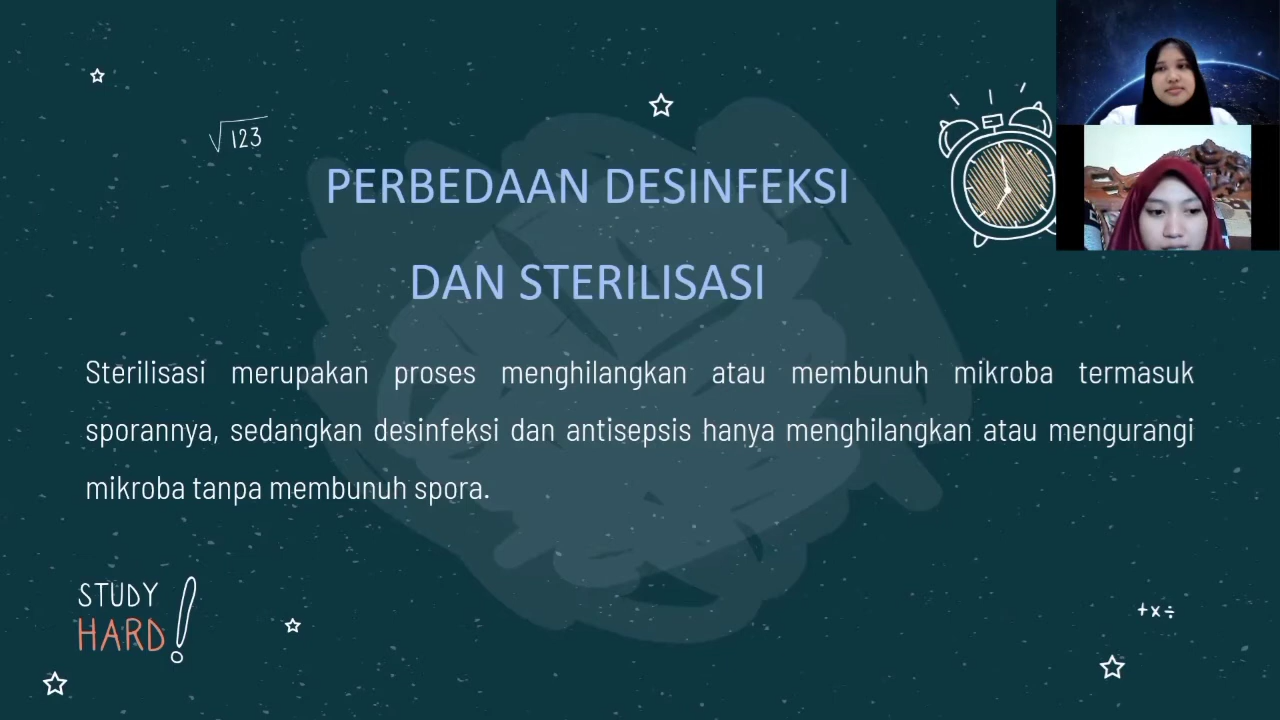 √123
PERBEDAAN DESINFEKSI
DAN STERILISASI
Sterilisasi merupakan proses menghilangkan atau membunuh mikroba termasuk
sporannya, sedangkan desinfeksi dan antisepsis hanya menghilangkan atau mengurangi
mikroba tanpa membunuh spora.
STUDY
HARD!
+×÷